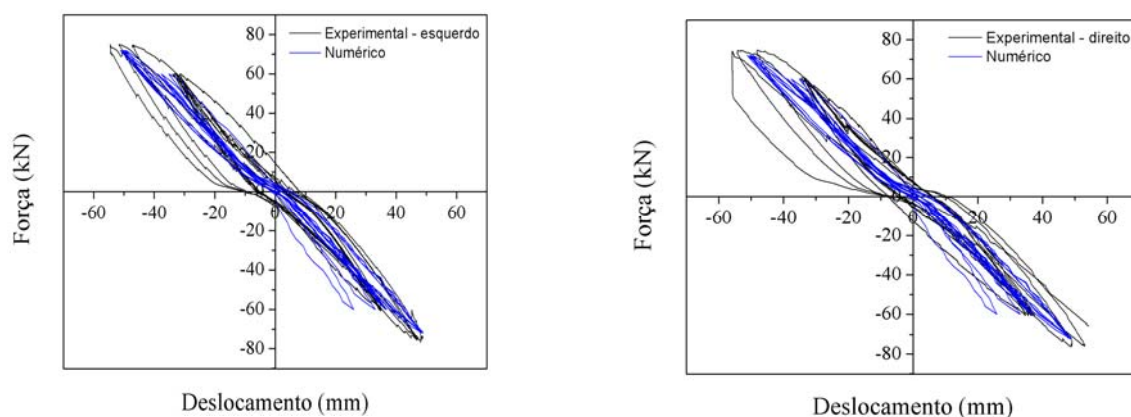 80
60
40
20
0
-20
-40
-60
-80
-60 -40 -20 0 20 40 60
Experimental - esquerdo
Numérico
Força (kN)
Deslocamento (mm)
80
60
40
20
0
-20
-40
-60
-80
-60 -40 -20 0 20 40 60
Experimental - direito
Numérico
Força (kN)
Deslocamento (mm)